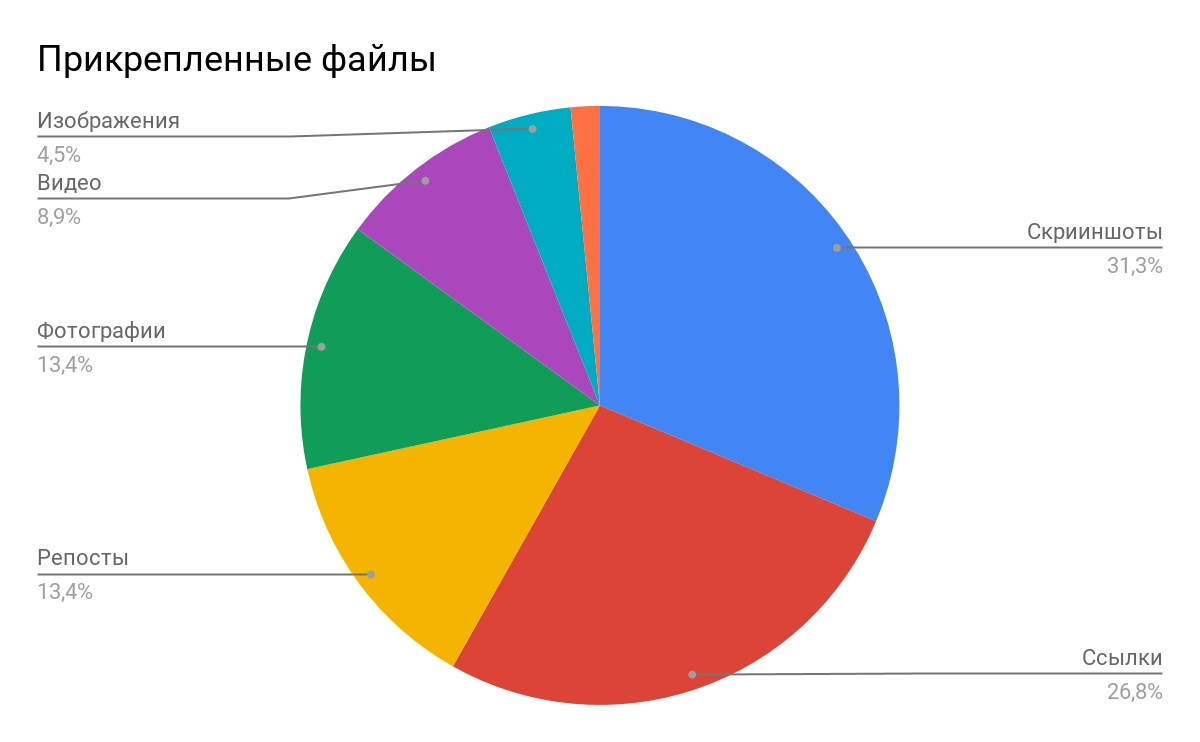 Прикрепленные файлы
Изображения
4,5%
Видео
8,9%
Фотографии
13,4%
Репосты
13,4%
Скрииншоты
31,3%
Ссылки
26,8%